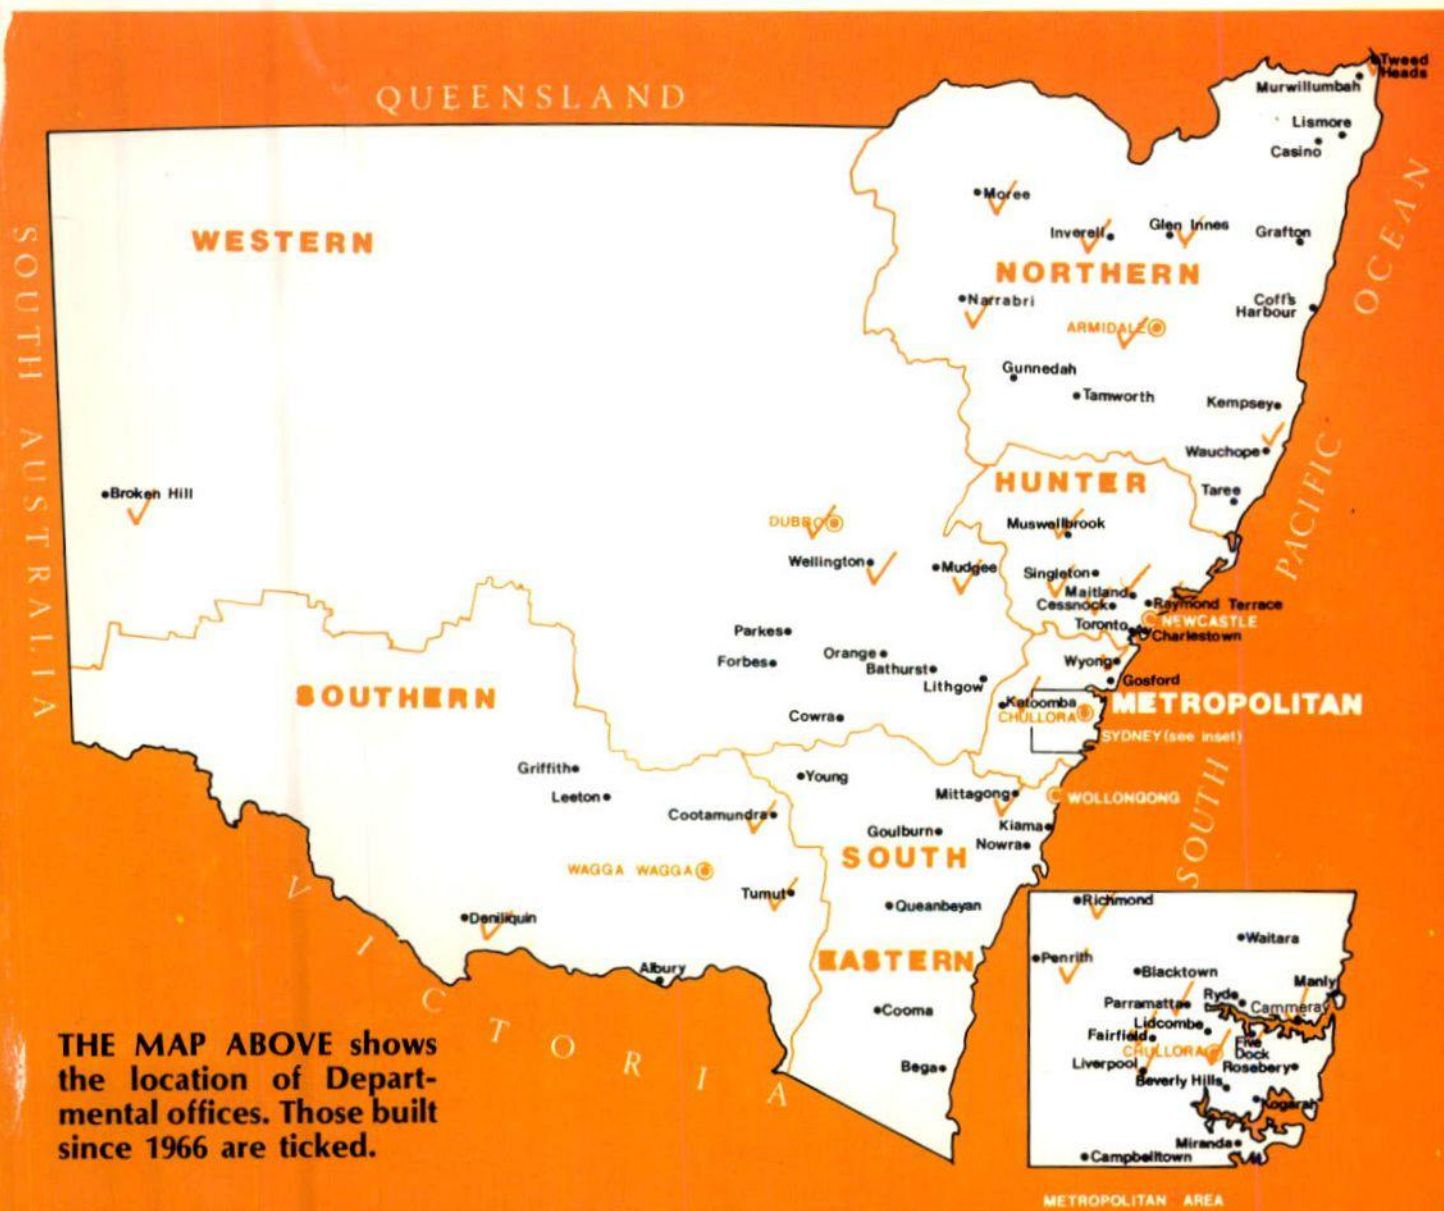 QUEENSLAND
Tweed
Heads
Murwillumbah
Lismore
Casino
Moree
Inverell
Glen Innes
Grafton
WESTERN
NORTHERN
Narrabri
Coff's
Harbour
ARMIDALE
Gunnedah
Tamworth
Kempsey
Wauchope
SOUTH AUSTRALIA
SOUTH PACIFIC OCEAN
HUNTER
Taree
Broken Hill
DUBBO
Muswellbrook
Wellington
Mudgee
Singleton
Maitland
Cessnock
Raymond Terrace
NEWCASTLE
Toronto
Charlestown
Parkes
Orange
Forbes
Bathurst
Lithgow
Wyong
Gosford
SOUTHERN
Katoomba
METROPOLITAN
CHULLORA
Cowra
SYDNEY (see inset)
Griffith
Young
Leeton
Mittagong
WOLLONGONG
Cootamundra
Goulburn
Kiama
Nowra
SOUTH
WAGGA WAGGA
Tumut
Queanbeyan
Deniliquin
EASTERN
Albury
Cooma
Bega
VICTORIA
Richmond
Waitara
Penrith
Blacktown
Manly
Ryde
Parramatta
Cammeray
Lidcombe
Fairfield
Five
Dock
CHULLORA
Liverpool
Rosebery
Beverly Hills
Kogarah
Miranda
Campbelltown
METROPOLITAN AREA
THE MAP ABOVE shows
the location of Depart-
mental offices. Those built
since 1966 are ticked.